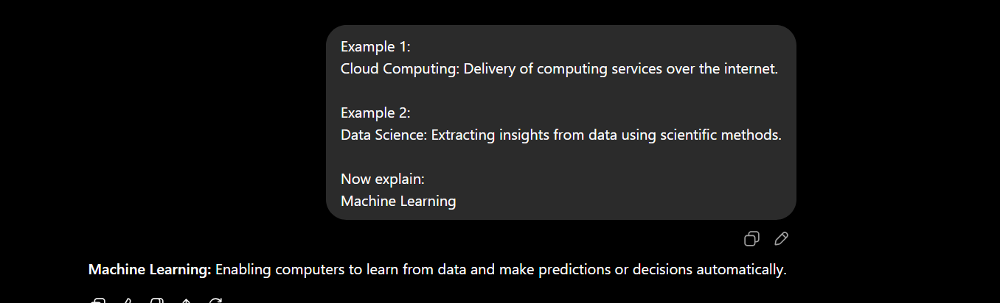 Example 1:
Cloud Computing: Delivery of computing services over the internet.
Example 2:
Data Science: Extracting insights from data using scientific methods.
Now explain:
Machine Learning
Machine Learning: Enabling computers to learn from data and make predictions or decisions automatically.